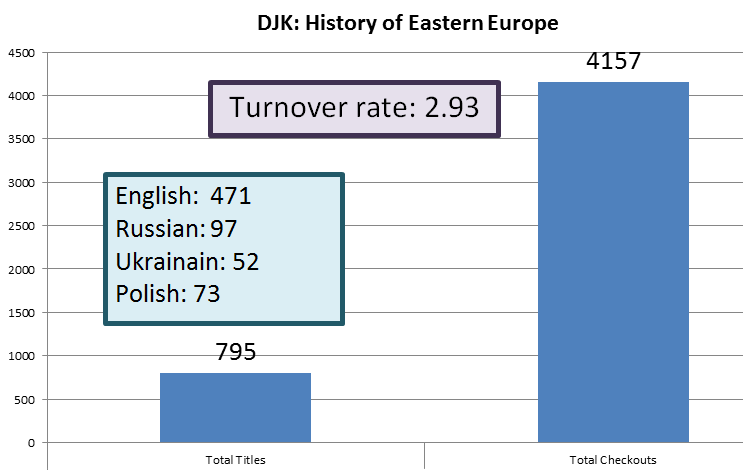 DJK: History of Eastern Europe
4500
4000
3500
3000
2500
2000
1500
1000
500
0
4157
Turnover rate: 2.93
English: 471
Russian: 97
Ukrainain: 52
Polish: 73
795
Total Titles
Total Checkouts